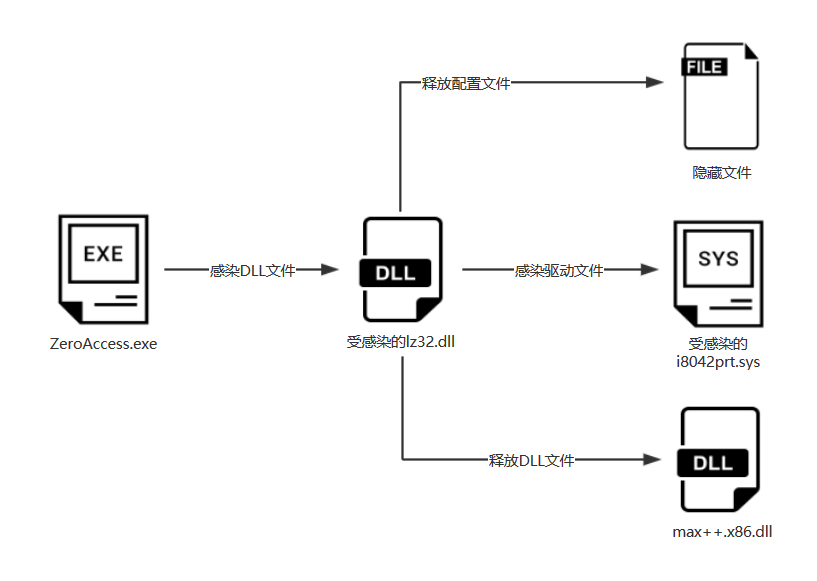 释放配置文件
FILE
隐藏文件
EXE
感染DLL文件
DLL
感染驱动文件
SYS
ZeroAccess.exe
受感染的lz32.dll
受感染的
i8042prt.sys
释放DLL文件
DLL
max++.x86.dll